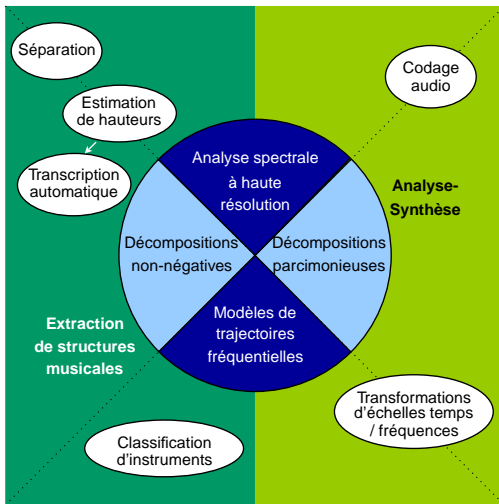 Séparation
Estimation
de hauteurs
Transcription
automatique
Codage
audio
Analyse spectrale
à haute
résolution
Analyse-
Synthèse
Décompositions
non-négatives
Décompositions
parcimonieuses
Modèles de
trajectoires
fréquentielles
Extraction
de structures
musicales
Classification
d'instruments
Transformations
d'échelles temps
/ fréquences